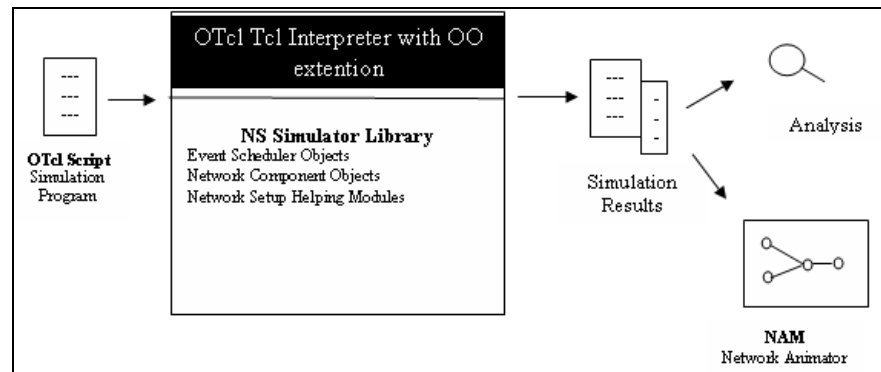 OTcl Tcl Interpreter with OO
extention
NS Simulator Library
Event Scheduler Objects
Network Component Objects
Network Setup Helping Modules
OTcl Script
Simulation
Program
Simulation
Results
Analysis
NAM
Network Animator